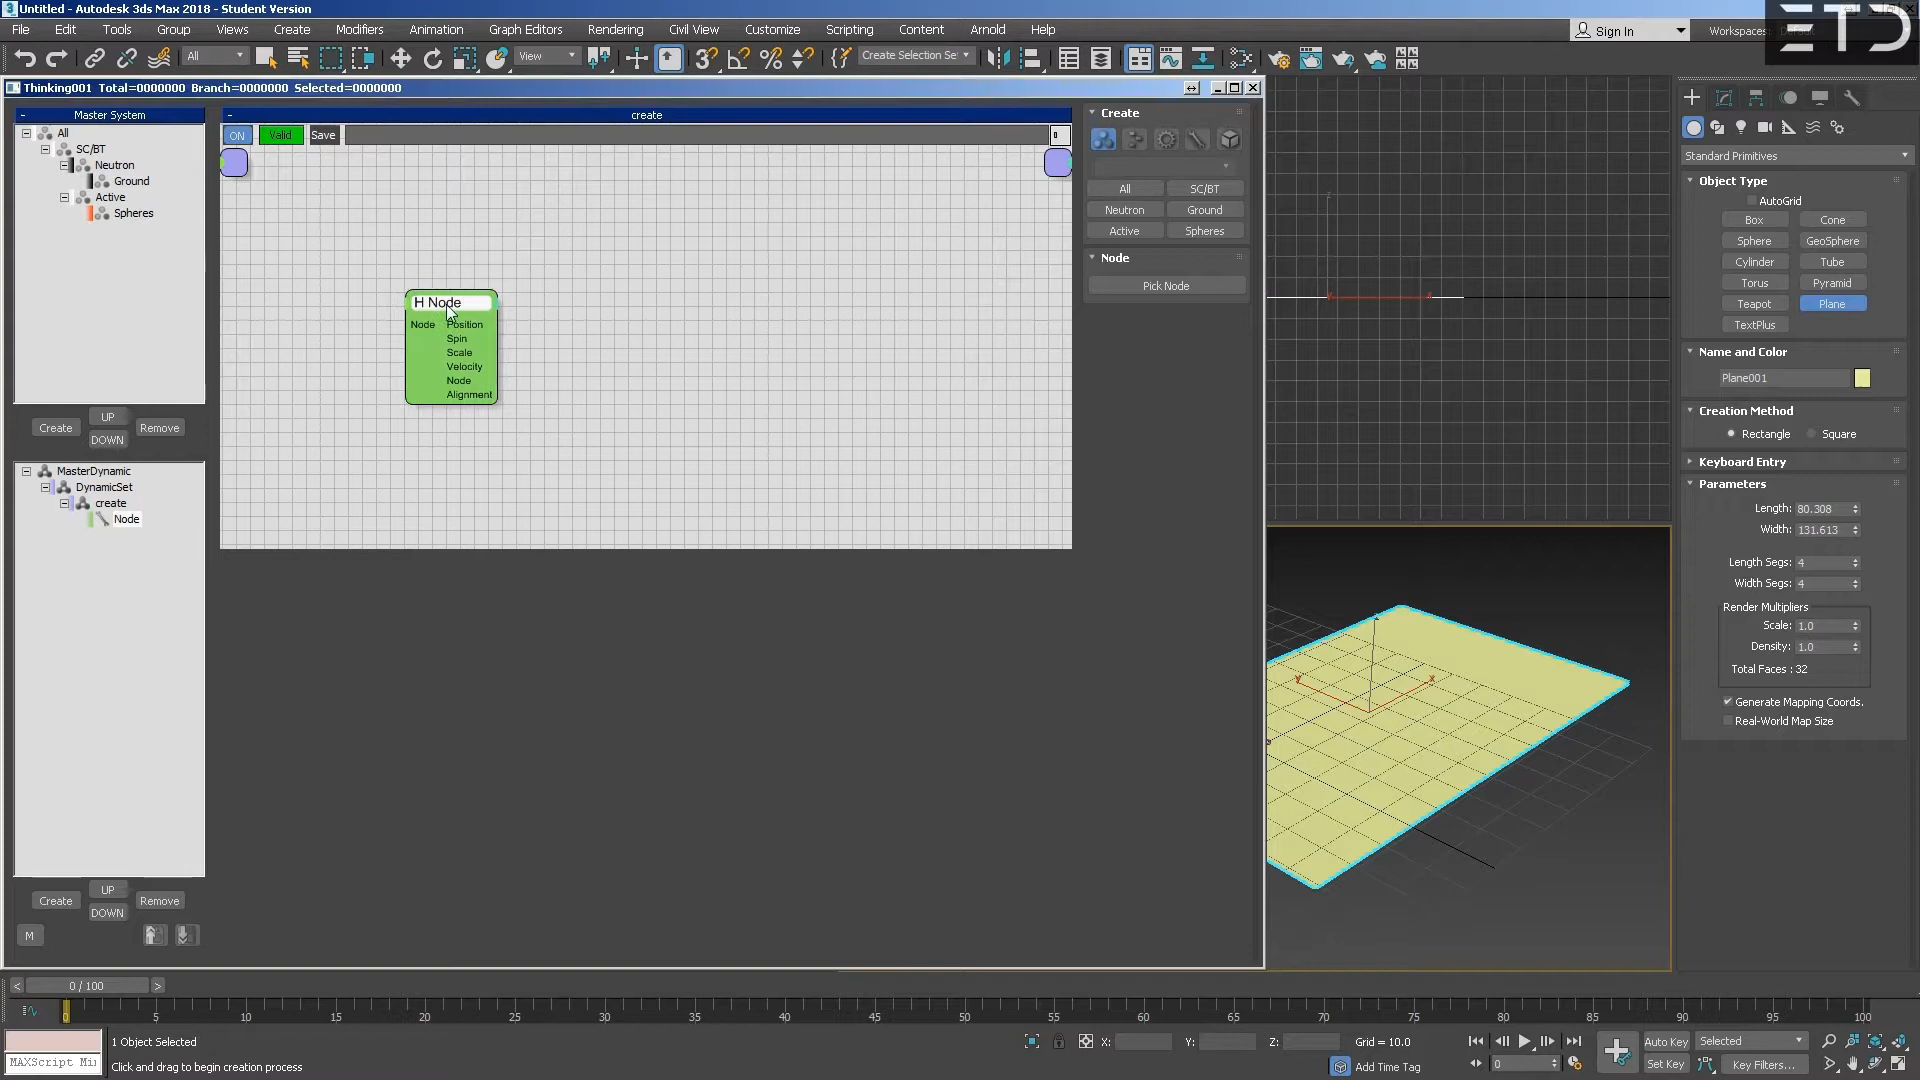 Untitled - Autodesk 3ds Max 2018 - Student Version
File Edit Tools Group Views Create Modifiers Animation Graph Editors Rendering Civil View Customize Scripting Content Arnold Help
Sign In
Workspaces:
ETD
All
View
Create Selection Se
Thinking001 Total=0000000 Branch=0000000 Selected=0000000
Master System
All
SC/BT
Neutron
Ground
Active
Spheres
Create
UP
DOWN
Remove
MasterDynamic
DynamicSet
create
Node
Create
UP
DOWN
Remove
M
create
ON
Valid
Save
0
H Node
Node
Position
Spin
Scale
Velocity
Node
Alignment
Create
All
SC/BT
Neutron
Ground
Active
Spheres
Node
Pick Node
Standard Primitives
Object Type
AutoGrid
Box
Cone
Sphere
GeoSphere
Cylinder
Tube
Torus
Pyramid
Teapot
Plane
TextPlus
Name and Color
Plane001
Creation Method
Rectangle
Square
Keyboard Entry
Parameters
Length: 80.308
Width: 131.613
Length Segs: 4
Width Segs: 4
Render Multipliers
Scale: 1.0
Density: 1.0
Total Faces : 32
Generate Mapping Coords.
Real-World Map Size
0 / 100
0 5 10 15 20 25 30 35 40 45 50 55 60 65 70 75 80 85 90 95 100
1 Object Selected
Click and drag to begin creation process
MAXScript Mi
X:
Y:
Z:
Grid = 10.0
Add Time Tag
0
Auto Key
Selected
Set Key
Key Filters...